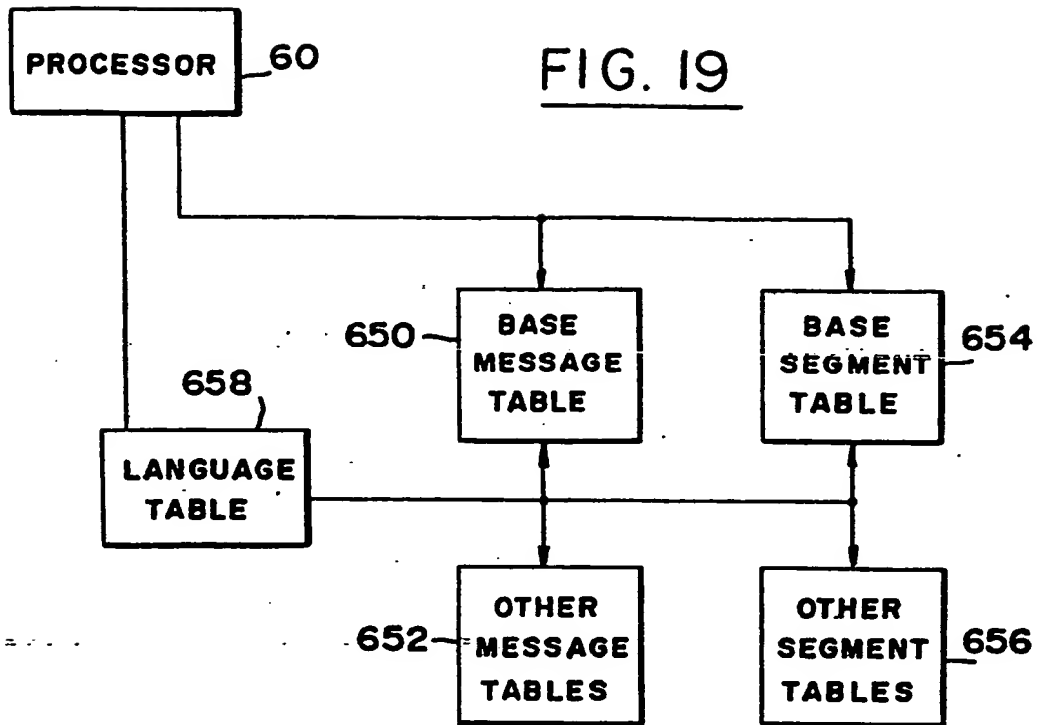 PROCESSOR
60
FIG. 19
650
BASE
MESSAGE
TABLE
BASE
SEGMENT
TABLE
654
658
LANGUAGE
TABLE
652
OTHER
MESSAGE
TABLES
OTHER
SEGMENT
TABLES
656